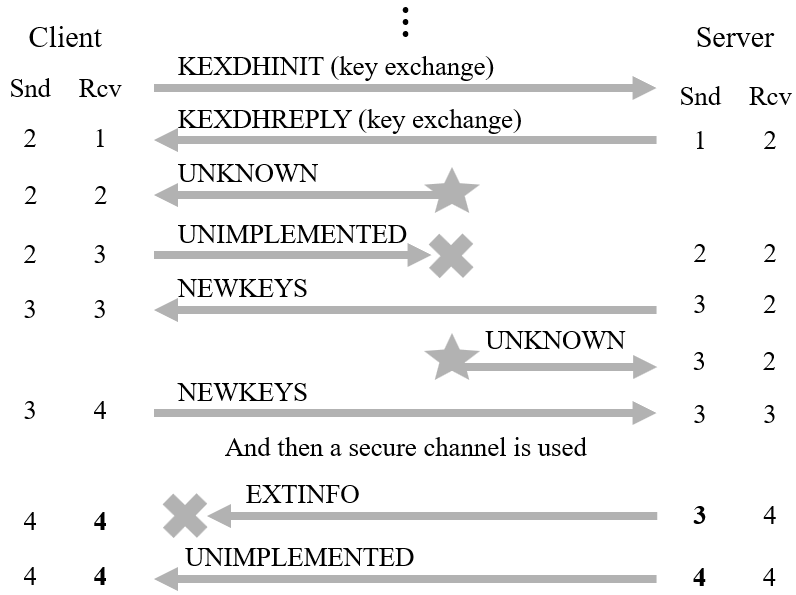 Client
Server
KEXDHINIT (key exchange)
Snd Rcv
Snd Rcv
KEXDHREPLY (key exchange)
2 1
1 2
UNKNOWN
2 2
UNIMPLEMENTED
2 3
2 2
NEWKEYS
3 3
3 2
UNKNOWN
3 2
NEWKEYS
3 4
3 3
And then a secure channel is used
EXTINFO
4 4
3 4
UNIMPLEMENTED
4 4
4 4